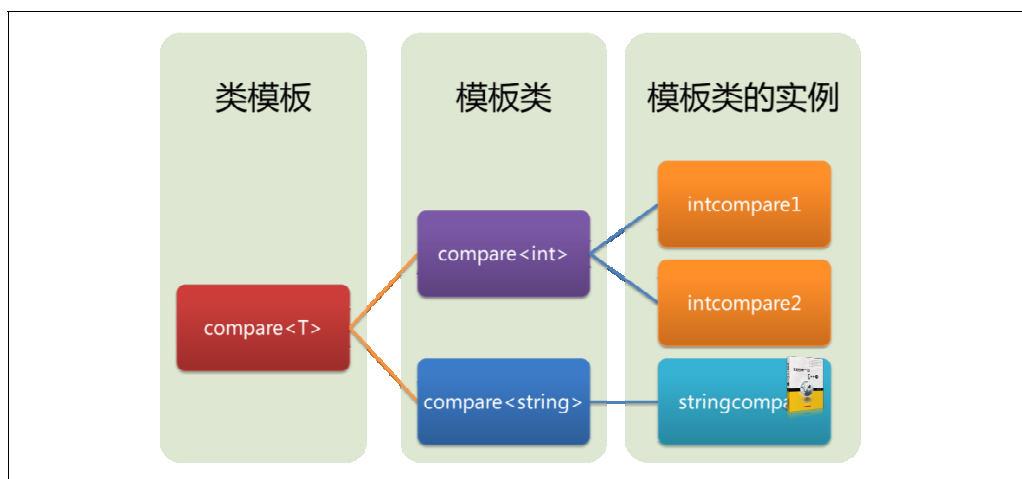 类模板
模板类
模板类的实例
compare<T>
compare<int>
compare<string>
intcompare1
intcompare2